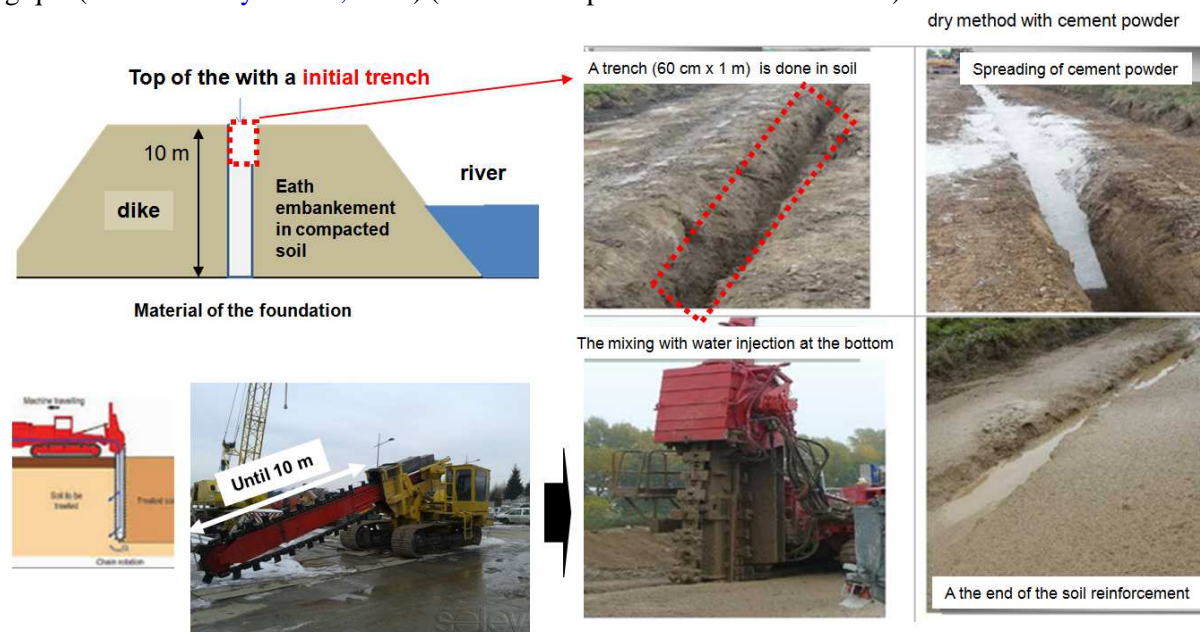 dry method with cement powder
Top of the with a initial trench
A trench (60 cm x 1 m) is done in soil
Spreading of cement powder
10 m
river
dike
Eath
embankement
in compacted
soil
Material of the foundation
The mixing with water injection at the bottom
Machine travelling
Until 10 m
Soil to be
treated
Treated
Chain rotation
A the end of the soil reinforcement